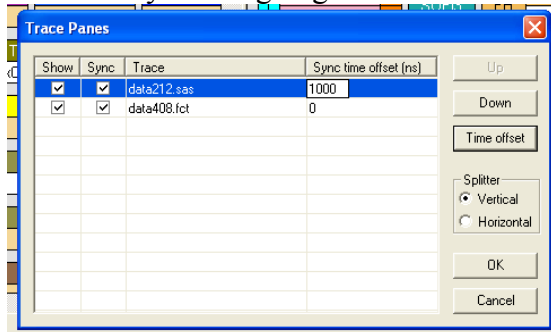 Trace Panes
Show Sync Trace Sync time offset (ns)
data212.sas 1000
data408.fct 0
Up
Down
Time offset
Splitter
Vertical
Horizontal
OK
Cancel